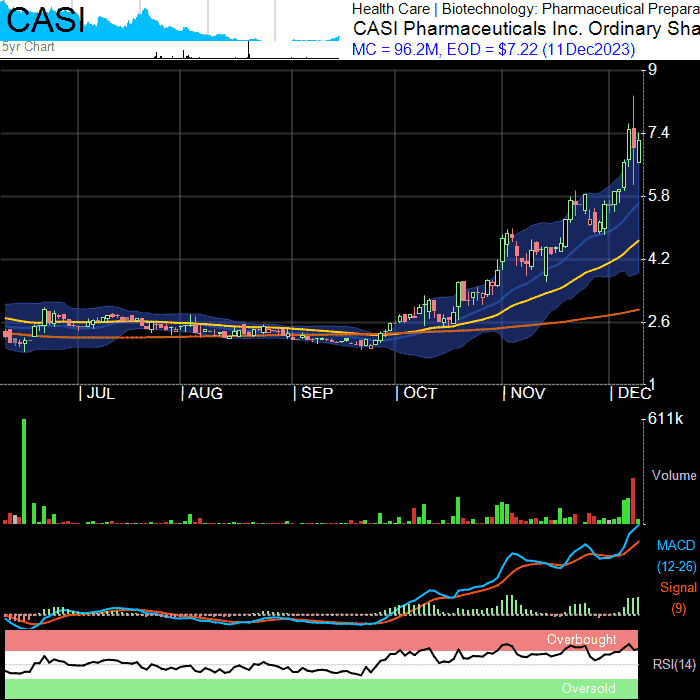 CASI
5yr Chart
Health Care | Biotechnology: Pharmaceutical Prepara
CASI Pharmaceuticals Inc. Ordinary Sha
MC = 96.2M, EOD = $7.22 (11Dec2023)
9
7.4
5.8
4.2
2.6
1
| JUL | AUG | SEP | OCT | NOV | DEC
611k
Volume
MACD
(12-26)
Signal
(9)
Overbought
RSI(14)
Oversold